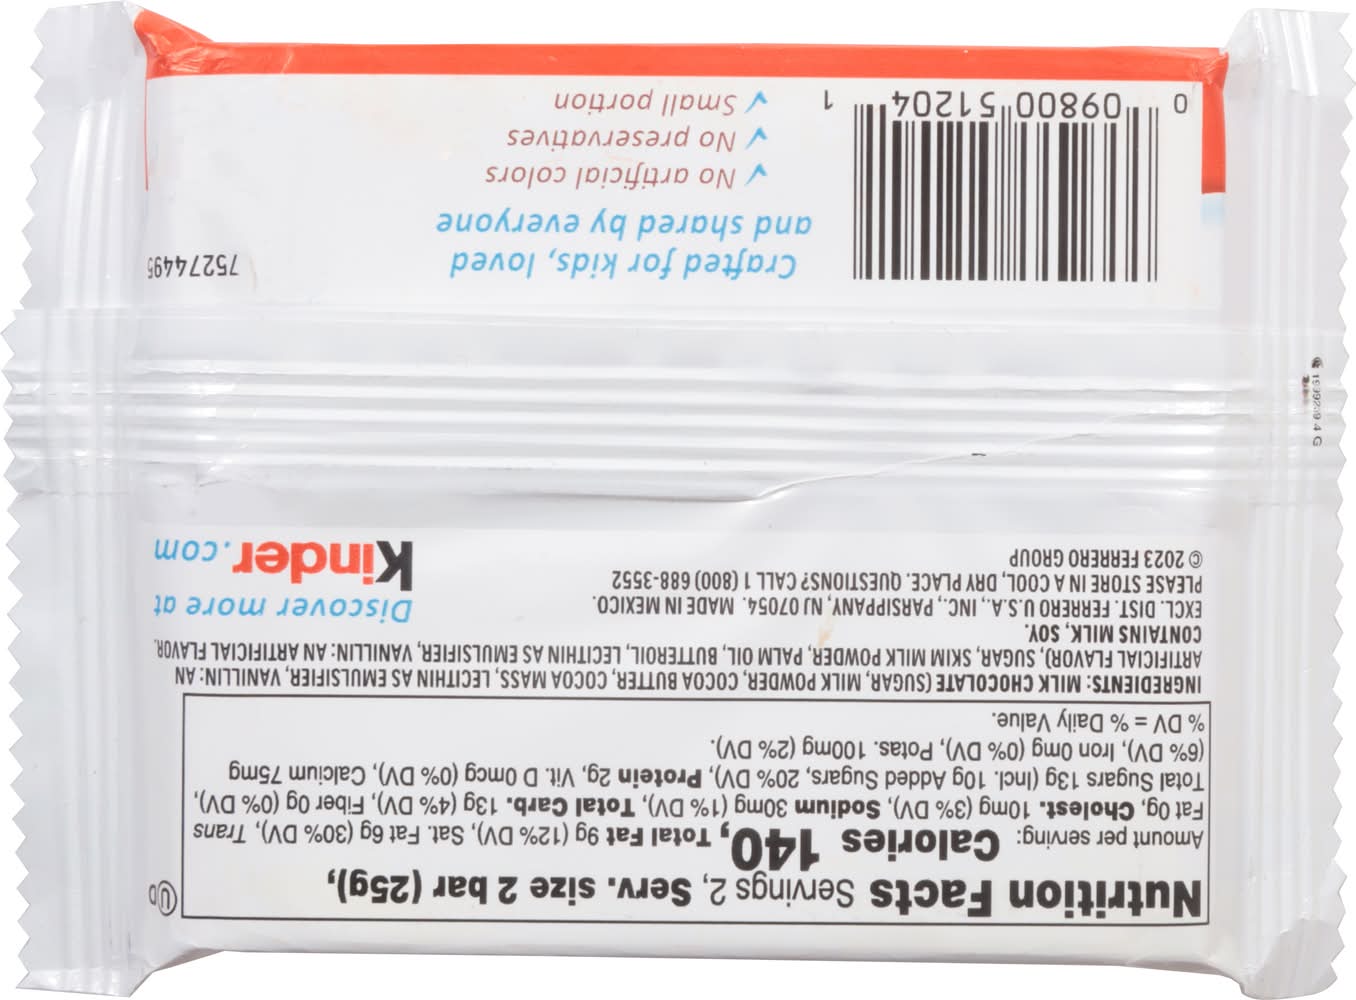 Nutrition Facts Servings 2, Serv. size 2 bar (25g),
Amount per serving: Calories 140, Total Fat 9g (12% DV), Sat. Fat 6g (30% DV), Trans
Fat 0g, Cholest. 10mg (3% DV), Sodium 30mg (1% DV), Total Carb. 13g (4% DV), Fiber 0g (0% DV),
Total Sugars 13g (Incl. 10g Added Sugars, 20% DV), Protein 2g, Vit. D 0mcg (0% DV), Calcium 75mg
(6% DV), Iron 0mg (0% DV), Potas. 100mg (2% DV).
% DV = % Daily Value.
U D
INGREDIENTS: MILK CHOCOLATE (SUGAR, MILK POWDER, COCOA BUTTER, COCOA MASS, LECITHIN AS EMULSIFIER, VANILLIN: AN
ARTIFICIAL FLAVOR), SUGAR, SKIM MILK POWDER, PALM OIL, BUTTEROIL, LECITHIN AS EMULSIFIER, VANILLIN: AN ARTIFICIAL FLAVOR.
CONTAINS MILK, SOY.
EXCL. DIST. FERRERO U.S.A., INC., PARSIPPANY, NJ 07054. MADE IN MEXICO.
PLEASE STORE IN A COOL, DRY PLACE. QUESTIONS? CALL 1 (800) 688-3552
© 2023 FERRERO GROUP
Discover more at
Kinder.com
75274495
Crafted for kids, loved
and shared by everyone
✓ No artificial colors
✓ No preservatives
✓ Small portion
0 09800 51204 1